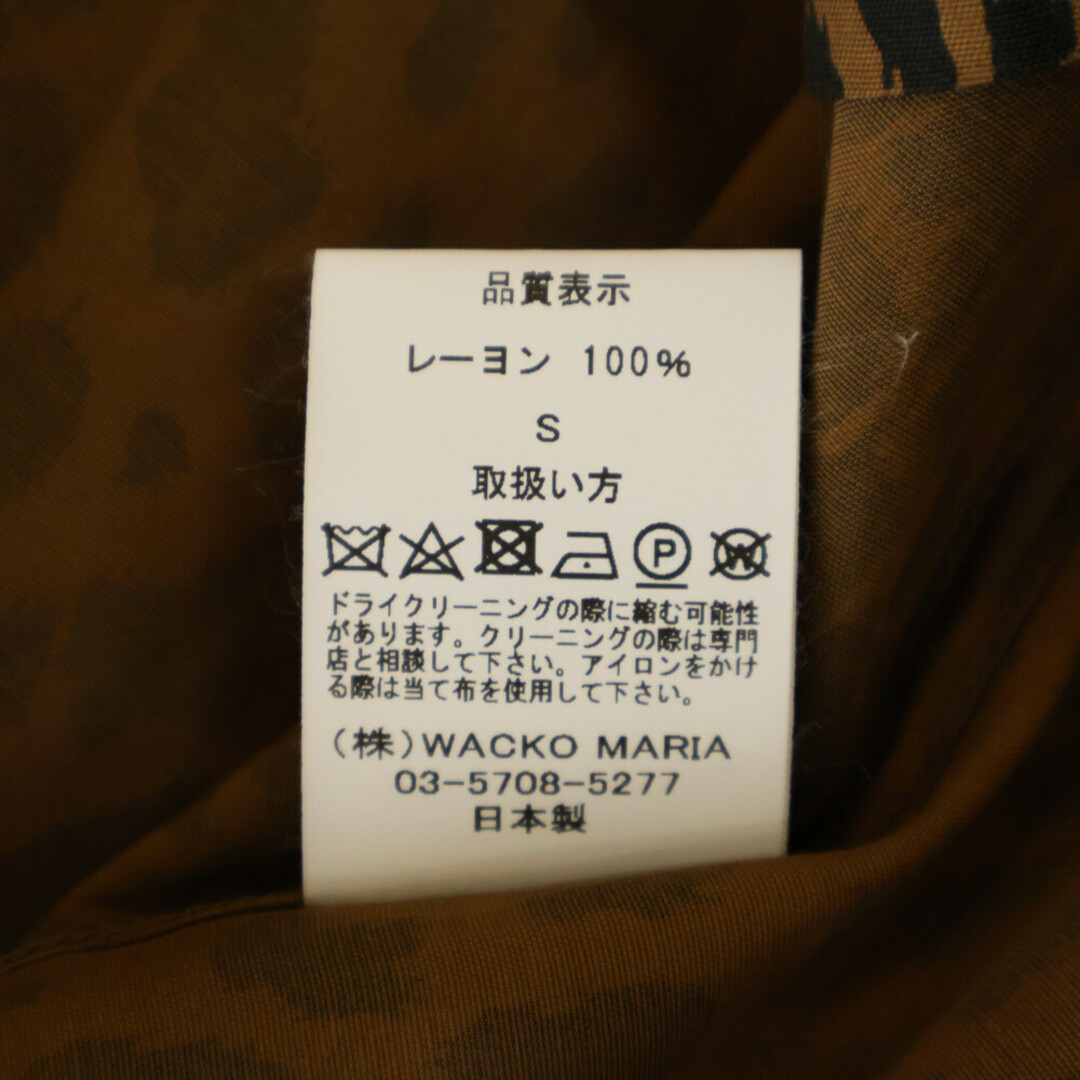 品質表示
レーヨン 100%
S
取扱い方
P W
ドライクリーニングの際に縮む可能性
があります。クリーニングの際は専門
店と相談して下さい。アイロンをかけ
る際は当て布を使用して下さい。
(株)WACKO MARIA
03-5708-5277
日本製